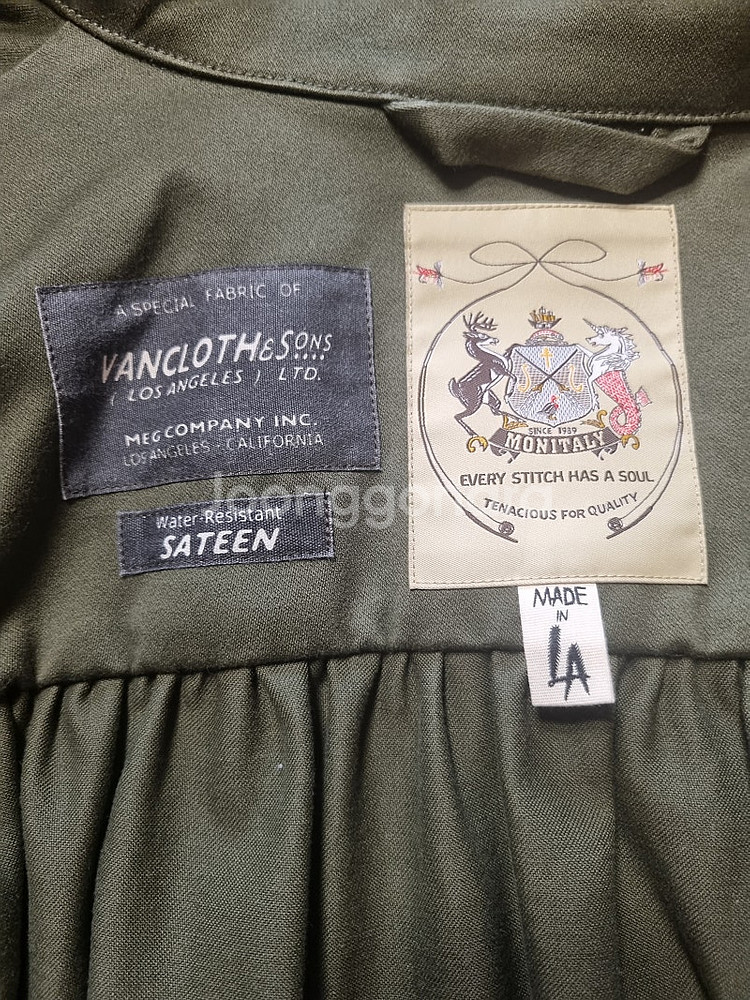 A SPECIAL FABRIC OF
VANCLOTH & SONS
( LOS ANGELES ) LTD.
MEGCOMPANY INC.
LOS ANGELES - CALIFORNIA
Water-Resistant
SATEEN
SINCE 1939
MONITALY
EVERY STITCH HAS A SOUL
TENACIOUS FOR QUALITY
MADE
IN
LA